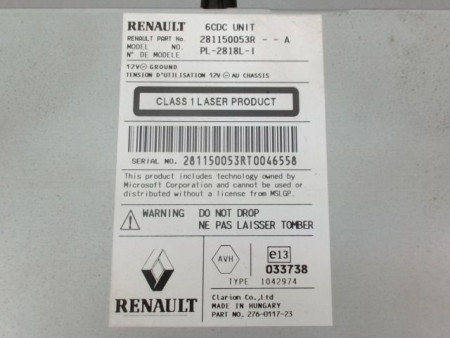 RENAULT 6CDC UNIT
RENAULT PART No. 281150053R - - A
MODEL NO. PL-2818L-I
N° DE MODELE
12V ⊖ GROUND
TENSION D'UTILISATION 12V ⊖ AU CHASSIS
CLASS 1 LASER PRODUCT
SERIAL NO. 281150053RT0046558
This product includes technology owned by
Microsoft Corporation and cannot be used or
distributed without a license from MSLGP.
WARNING DO NOT DROP
NE PAS LAISSER TOMBER
AVH e13
033738
TYPE 1042974
RENAULT
Clarion Co.,Ltd
MADE IN HUNGARY
PART NO. 276-0117-23